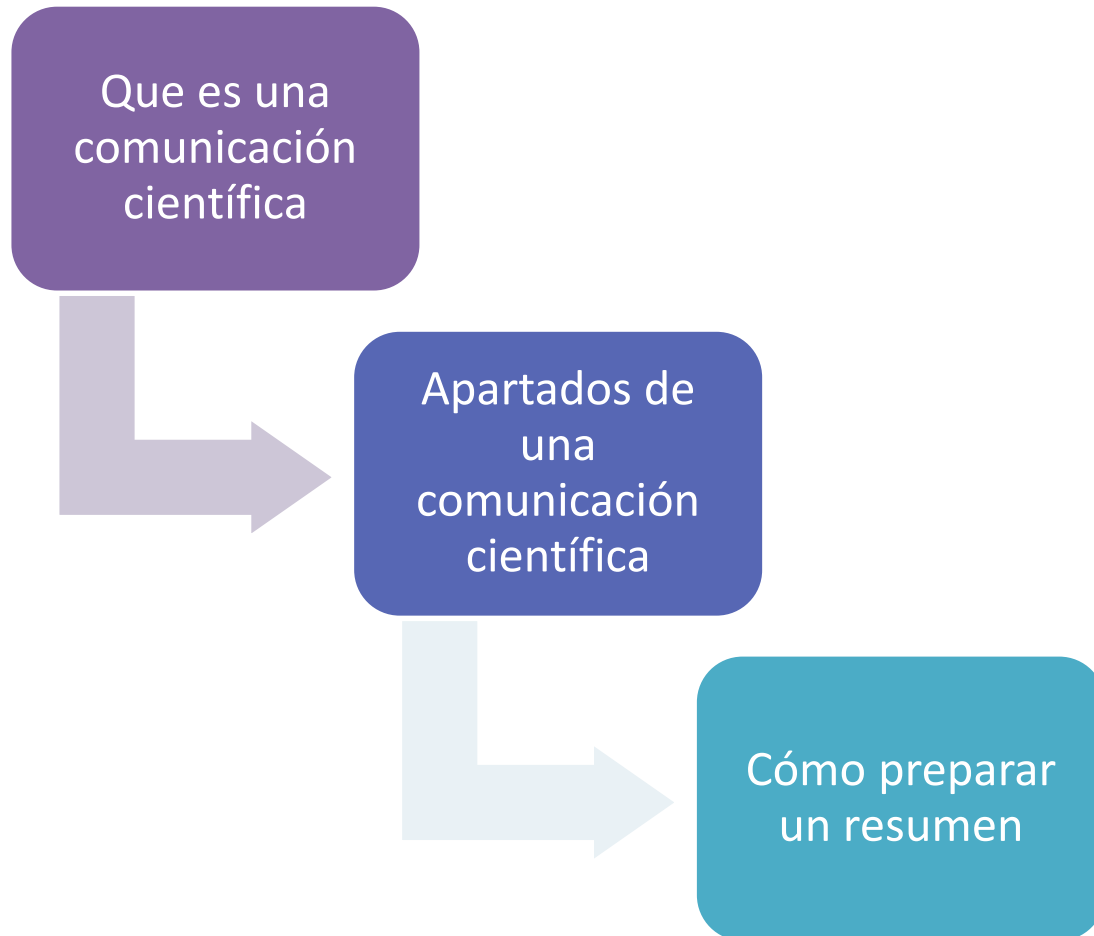 Que es una
comunicación
científica
Apartados de
una
comunicación
científica
Cómo preparar
un resumen